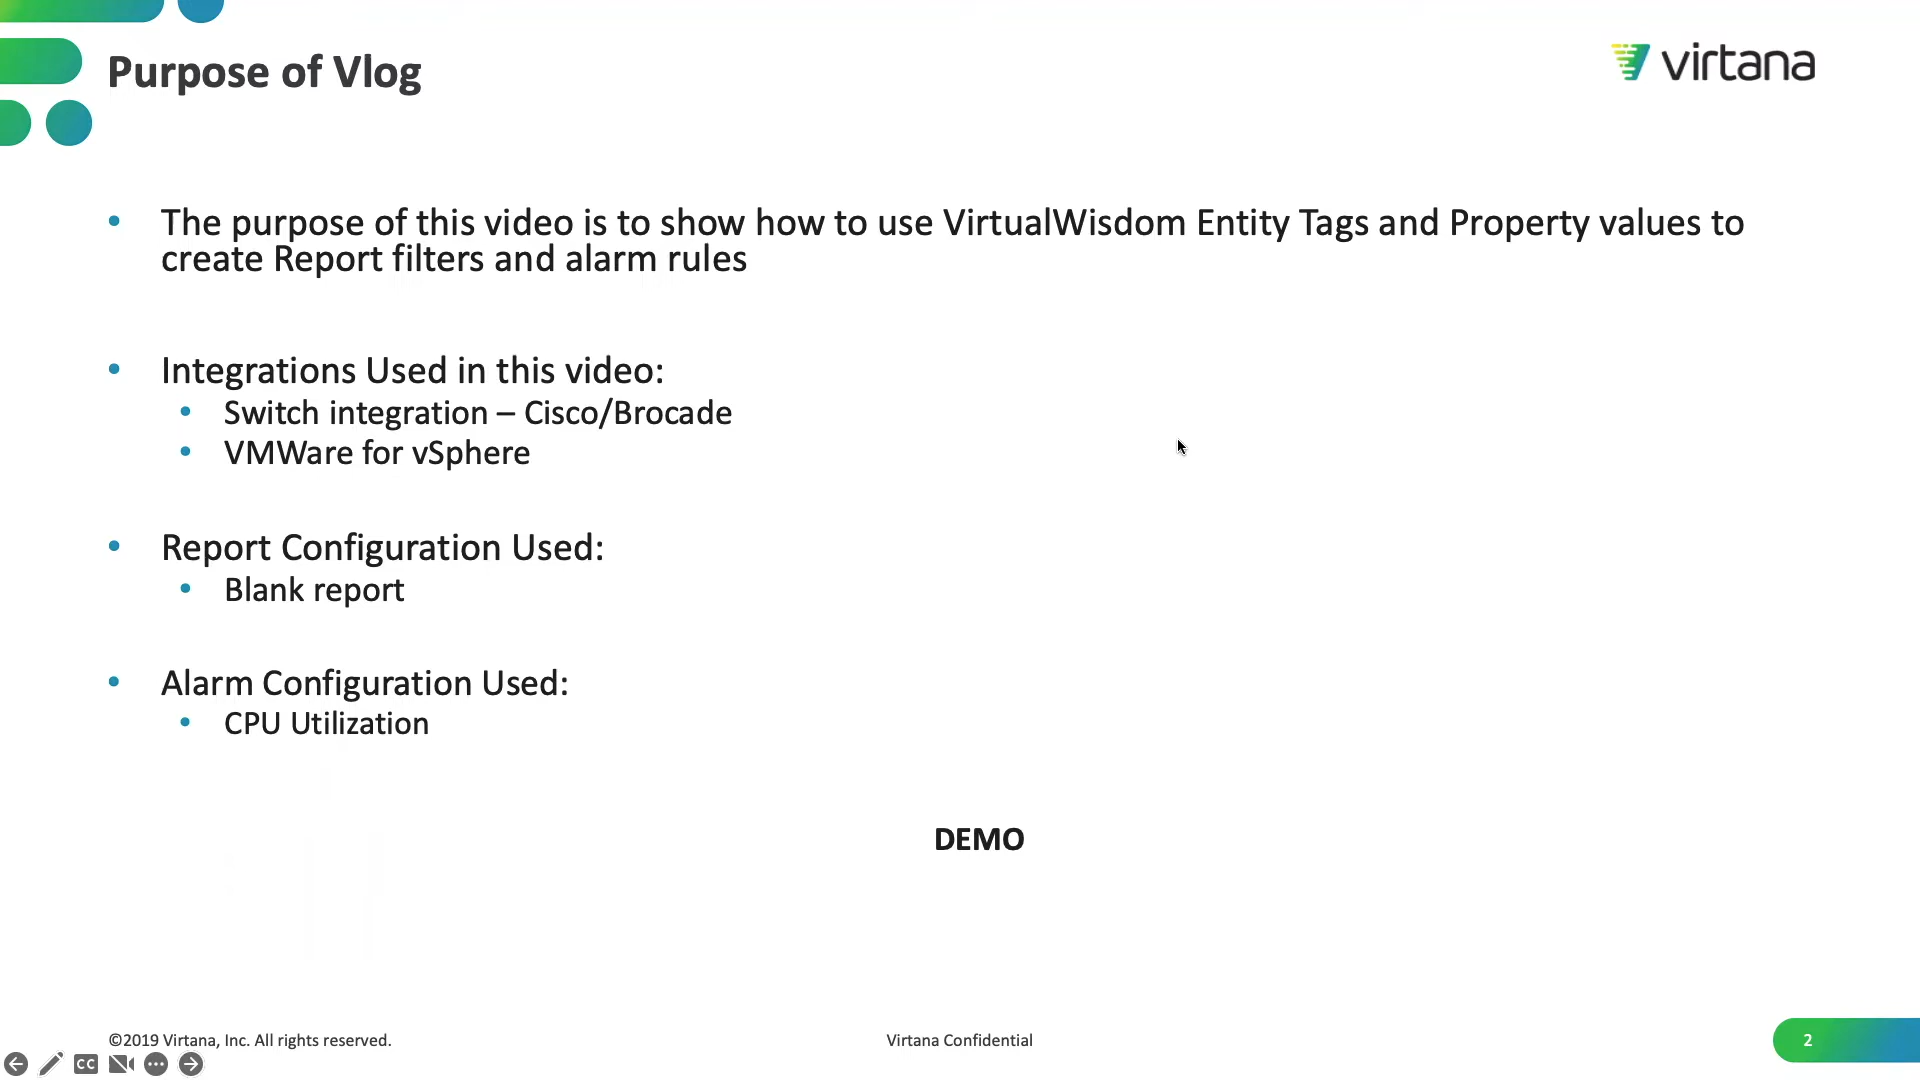 Purpose of Vlog
virtana
• The purpose of this video is to show how to use VirtualWisdom Entity Tags and Property values to
create Report filters and alarm rules
• Integrations Used in this video:
• Switch integration – Cisco/Brocade
• VMWare for vSphere
• Report Configuration Used:
• Blank report
• Alarm Configuration Used:
• CPU Utilization
DEMO
©2019 Virtana, Inc. All rights reserved.
Virtana Confidential
2
CC